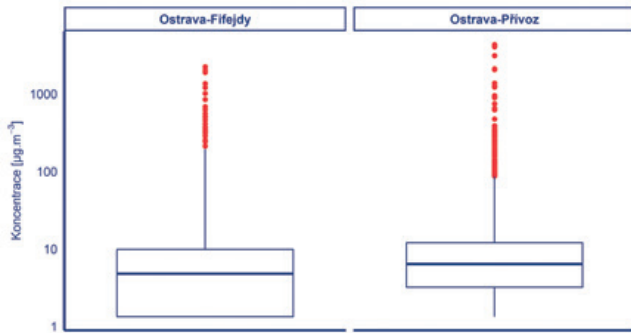 Ostrava-Fifejdy
Ostrava-Přívoz
Koncentrace [µg.m⁻³]
1000
100
10
1